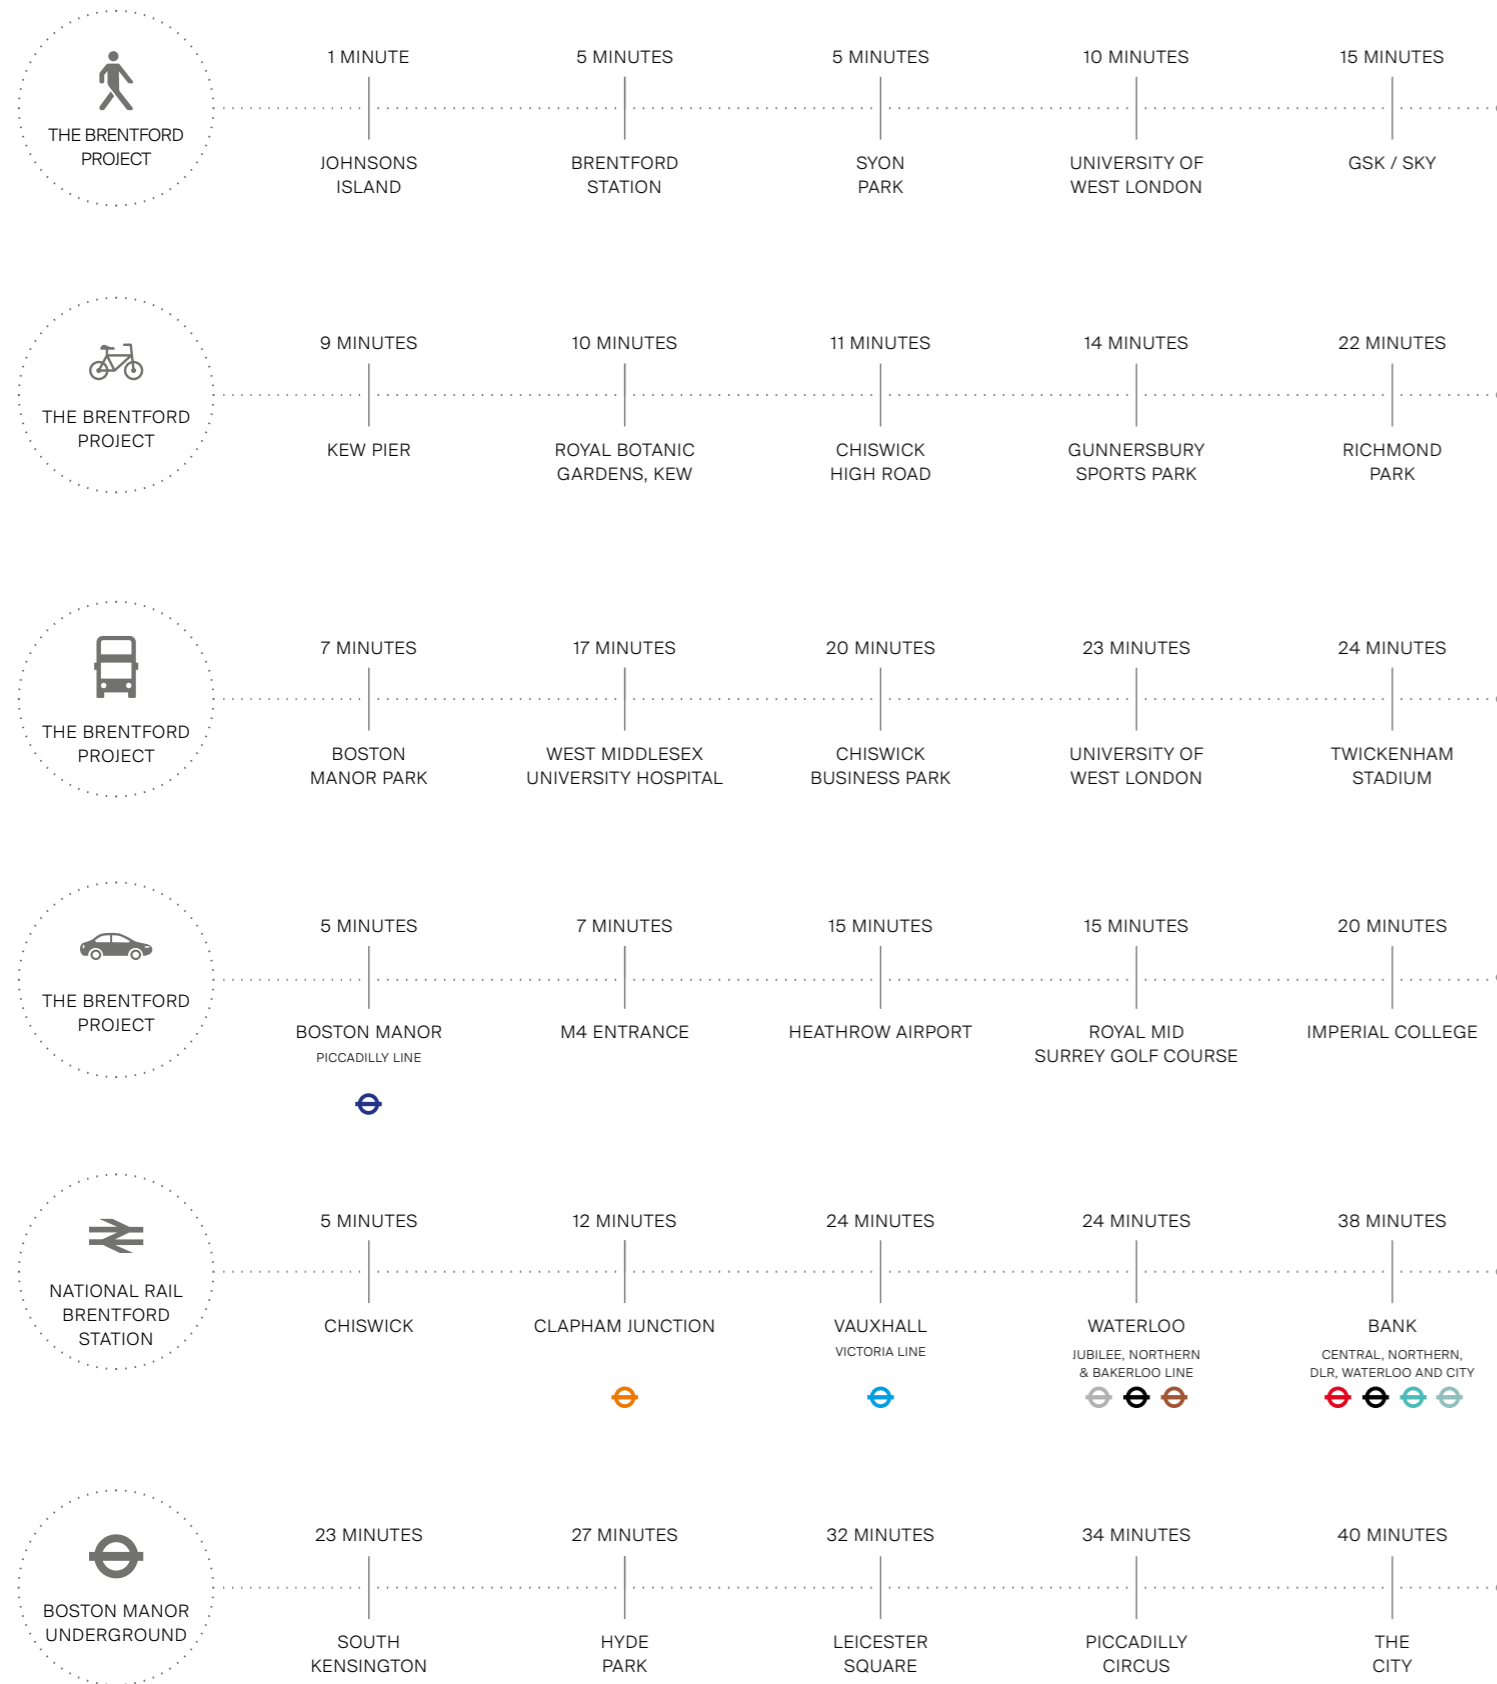 1 MINUTE
5 MINUTES
5 MINUTES
10 MINUTES
15 MINUTES
THE BRENTFORD
PROJECT
JOHNSONS
ISLAND
BRENTFORD
STATION
SYON
PARK
UNIVERSITY OF
WEST LONDON
GSK / SKY
9 MINUTES
10 MINUTES
11 MINUTES
14 MINUTES
22 MINUTES
THE BRENTFORD
PROJECT
KEW PIER
ROYAL BOTANIC
GARDENS, KEW
CHISWICK
HIGH ROAD
GUNNERSBURY
SPORTS PARK
RICHMOND
PARK
7 MINUTES
17 MINUTES
20 MINUTES
23 MINUTES
24 MINUTES
THE BRENTFORD
PROJECT
BOSTON
MANOR PARK
WEST MIDDLESEX
UNIVERSITY HOSPITAL
CHISWICK
BUSINESS PARK
UNIVERSITY OF
WEST LONDON
TWICKENHAM
STADIUM
5 MINUTES
7 MINUTES
15 MINUTES
15 MINUTES
20 MINUTES
THE BRENTFORD
PROJECT
BOSTON MANOR
PICCADILLY LINE
M4 ENTRANCE
HEATHROW AIRPORT
ROYAL MID
SURREY GOLF COURSE
IMPERIAL COLLEGE
5 MINUTES
12 MINUTES
24 MINUTES
24 MINUTES
38 MINUTES
NATIONAL RAIL
BRENTFORD
STATION
CHISWICK
CLAPHAM JUNCTION
VAUXHALL
VICTORIA LINE
WATERLOO
JUBILEE, NORTHERN
& BAKERLOO LINE
BANK
CENTRAL, NORTHERN,
DLR, WATERLOO AND CITY
23 MINUTES
27 MINUTES
32 MINUTES
34 MINUTES
40 MINUTES
BOSTON MANOR
UNDERGROUND
SOUTH
KENSINGTON
HYDE
PARK
LEICESTER
SQUARE
PICCADILLY
CIRCUS
THE
CITY